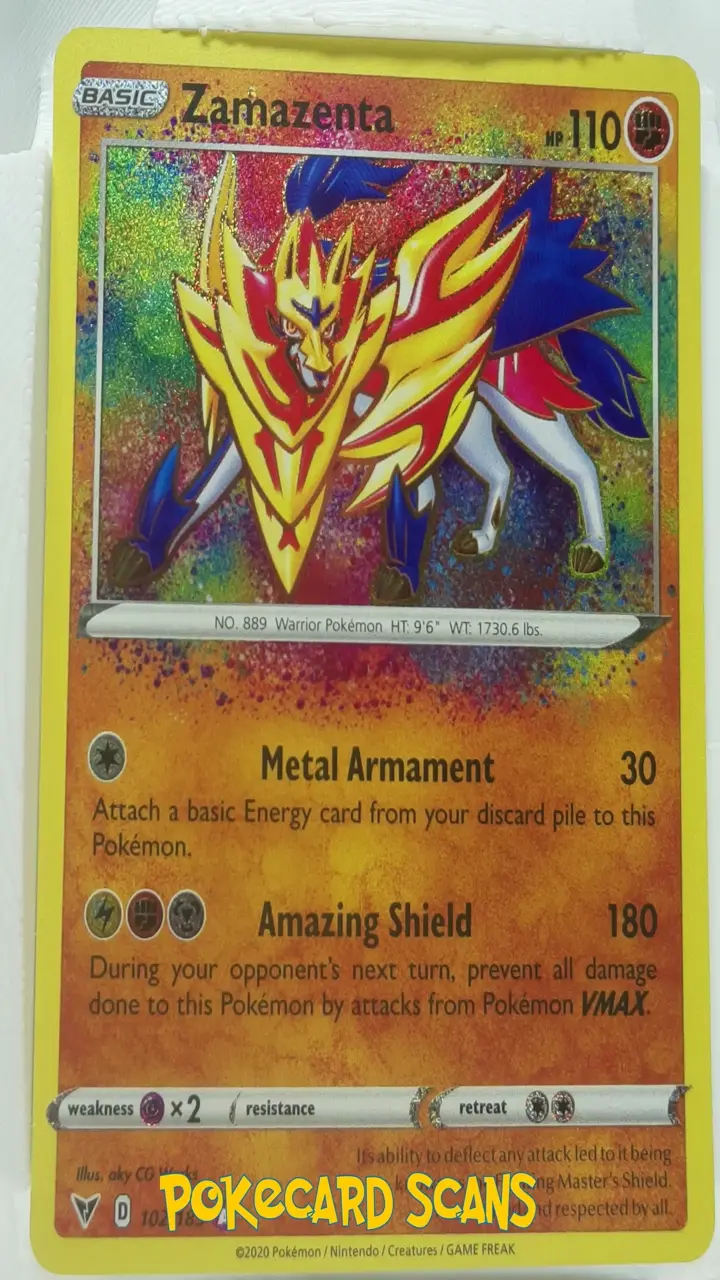 BASIC Zamazenta HP 110
NO. 889 Warrior Pokémon HT: 9'6" WT: 1730.6 lbs.
Metal Armament 30
Attach a basic Energy card from your discard pile to this
Pokémon.
Amazing Shield 180
During your opponent's next turn, prevent all damage
done to this Pokémon by attacks from Pokémon VMAX.
weakness ×2 resistance retreat
Its ability to deflect any attack led to it being
Illus. aky CG
Master's Shield.
respected by all.
D
POKECARD SCANS
©2020 Pokémon / Nintendo / Creatures / GAME FREAK